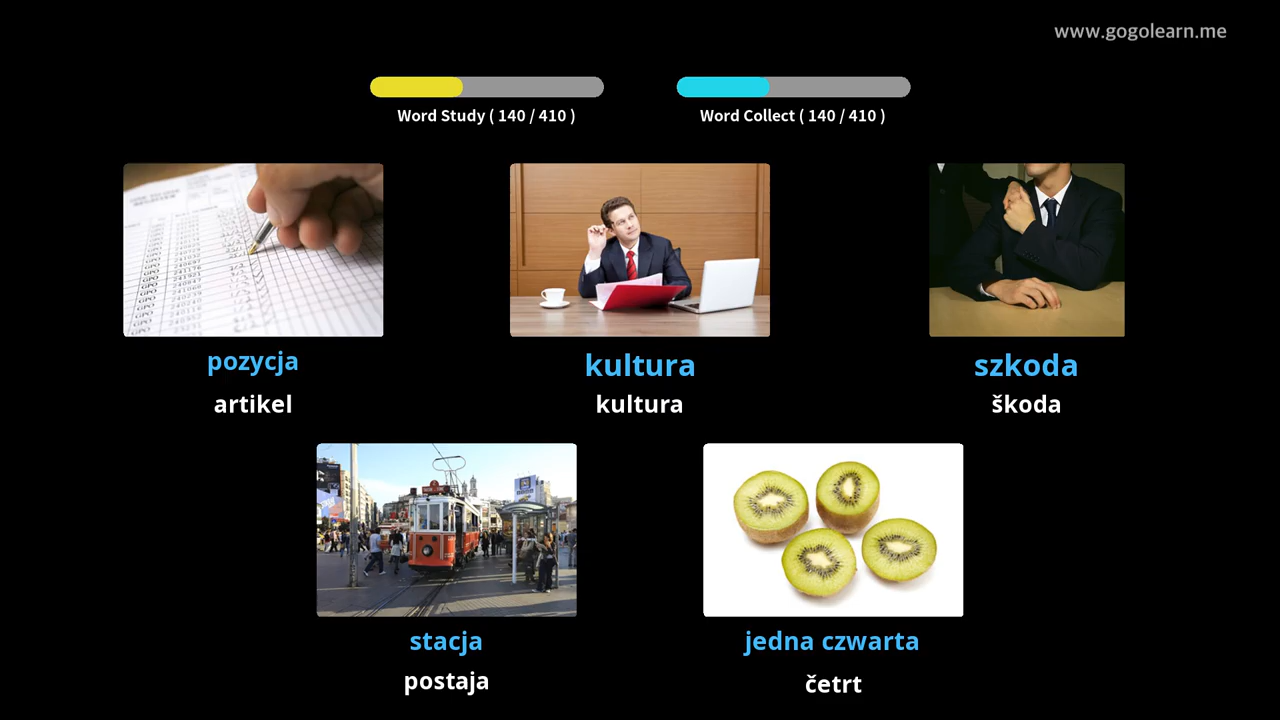 www.gogolearn.me
Word Study ( 140 / 410 )
Word Collect ( 140 / 410 )
pozycja
artikel
kultura
kultura
szkoda
škoda
stacja
postaja
jedna czwarta
četrt